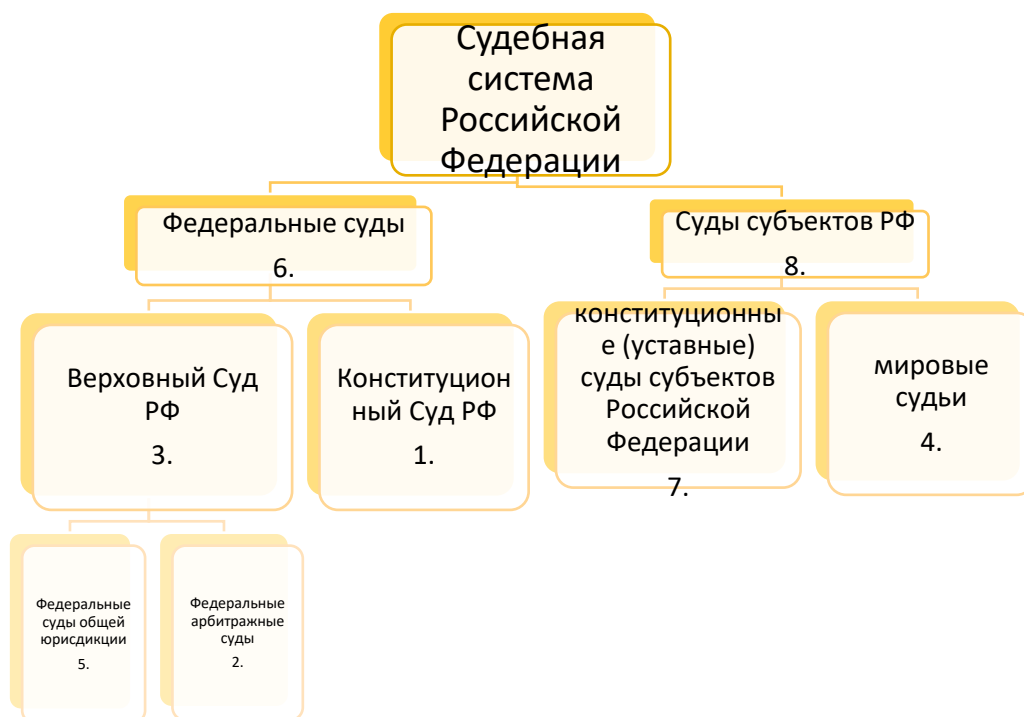 Судебная
система
Российской
Федерации
Федеральные суды
6.
Суды субъектов РФ
8.
Верховный Суд
РФ
3.
Конституцион
ный Суд РФ
1.
конституционны
е (уставные)
суды субъектов
Российской
Федерации
7.
мировые
судьи
4.
Федеральные
суды общей
юрисдикции
5.
Федеральные
арбитражные
суды
2.